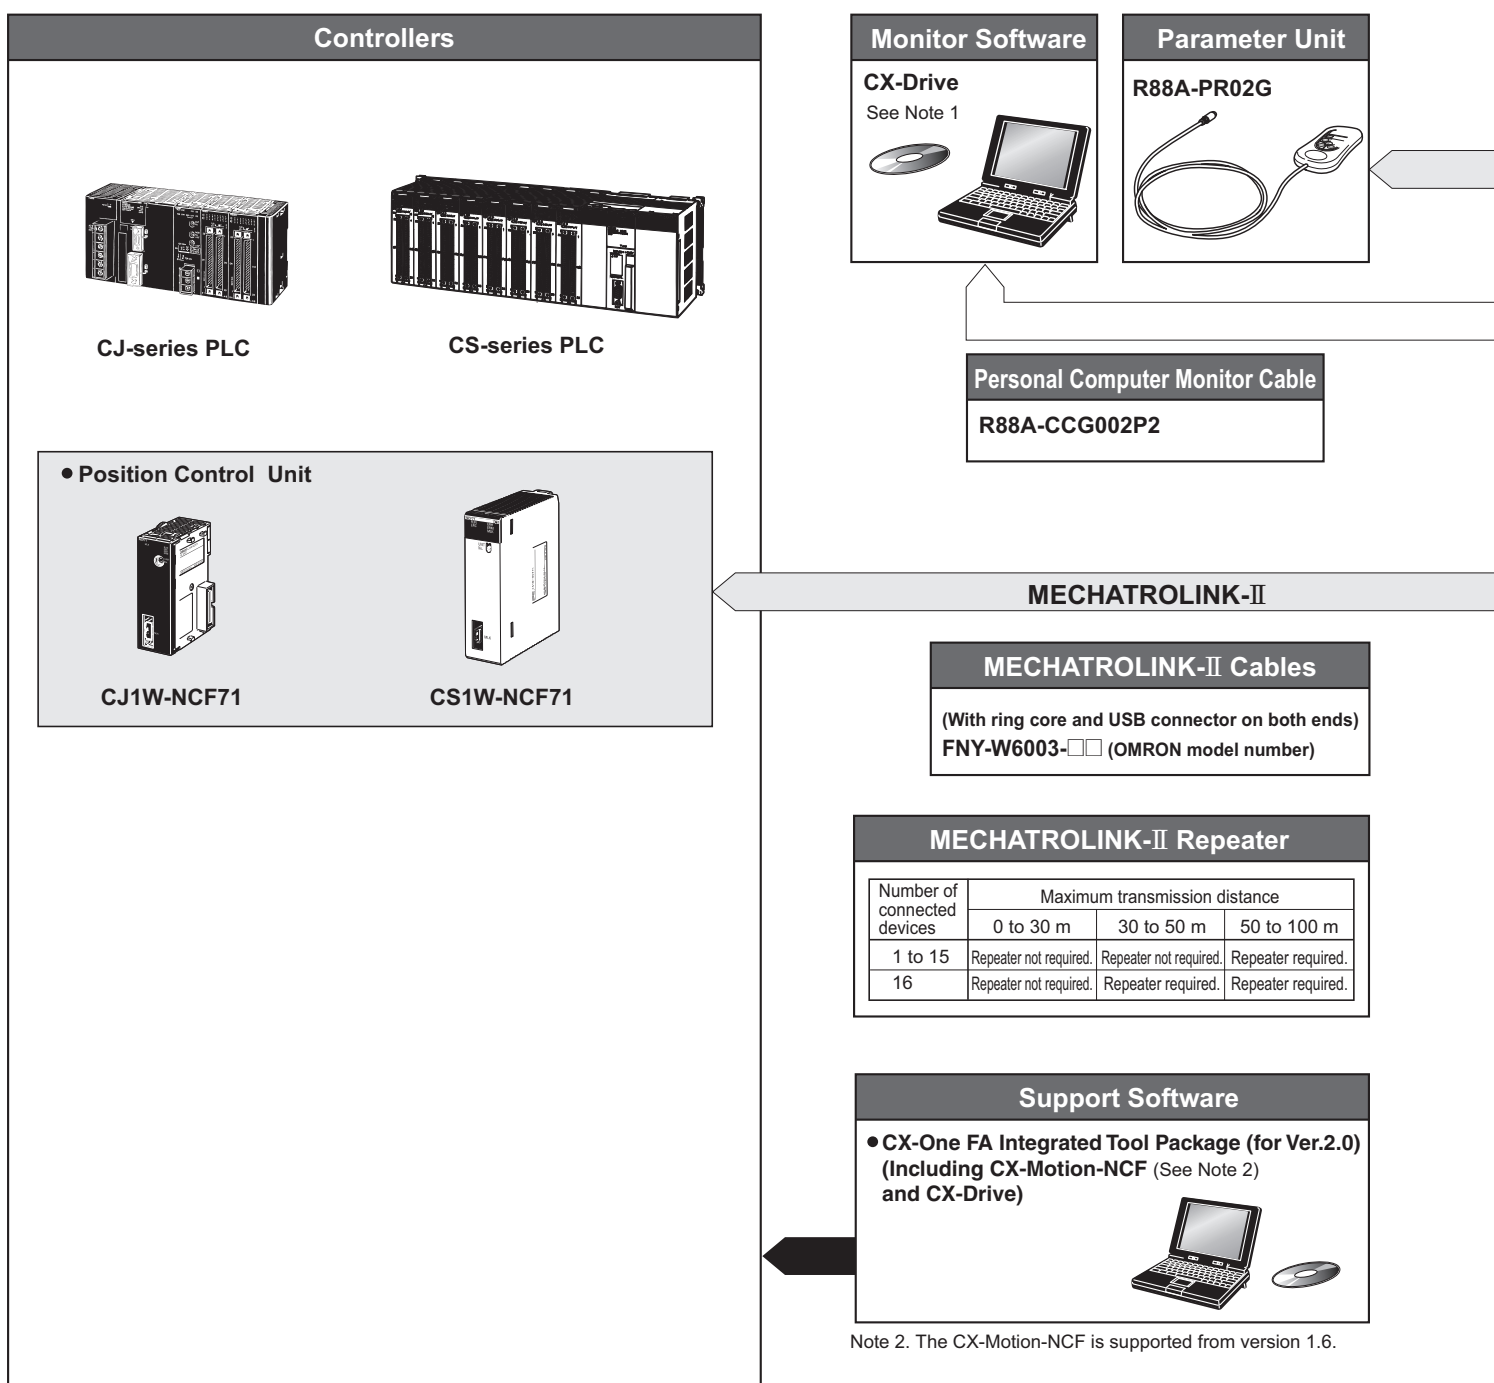 Controllers
CJ-series PLC
CS-series PLC
● Position Control Unit
CJ1W-NCF71
CS1W-NCF71
Monitor Software
CX-Drive
See Note 1
Parameter Unit
R88A-PR02G
Personal Computer Monitor Cable
R88A-CCG002P2
MECHATROLINK-Ⅱ
MECHATROLINK-Ⅱ Cables
(With ring core and USB connector on both ends)
FNY-W6003-□□ (OMRON model number)
MECHATROLINK-Ⅱ Repeater
Number of
connected
devices
Maximum transmission distance
0 to 30 m 30 to 50 m 50 to 100 m
1 to 15 Repeater not required. Repeater not required. Repeater required.
16 Repeater not required. Repeater required. Repeater required.
Support Software
● CX-One FA Integrated Tool Package (for Ver.2.0)
(Including CX-Motion-NCF (See Note 2)
and CX-Drive)
Note 2. The CX-Motion-NCF is supported from version 1.6.